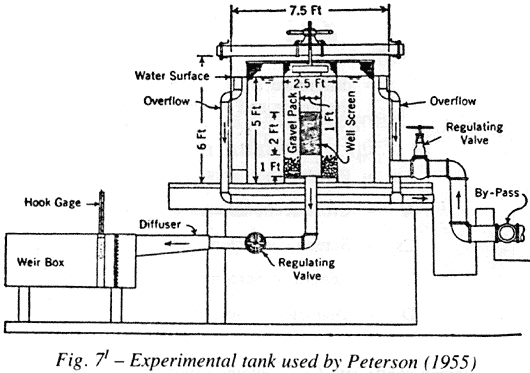 7.5 Ft
Water Surface
2.5 Ft
Overflow
Overflow
6 Ft
5 Ft
2 Ft
1 Ft
Gravel Pack
1 Ft
Well Screen
Regulating
Valve
By-Pass
Hook Gage
Diffuser
Weir Box
Regulating
Valve
Fig. 7I – Experimental tank used by Peterson (1955)